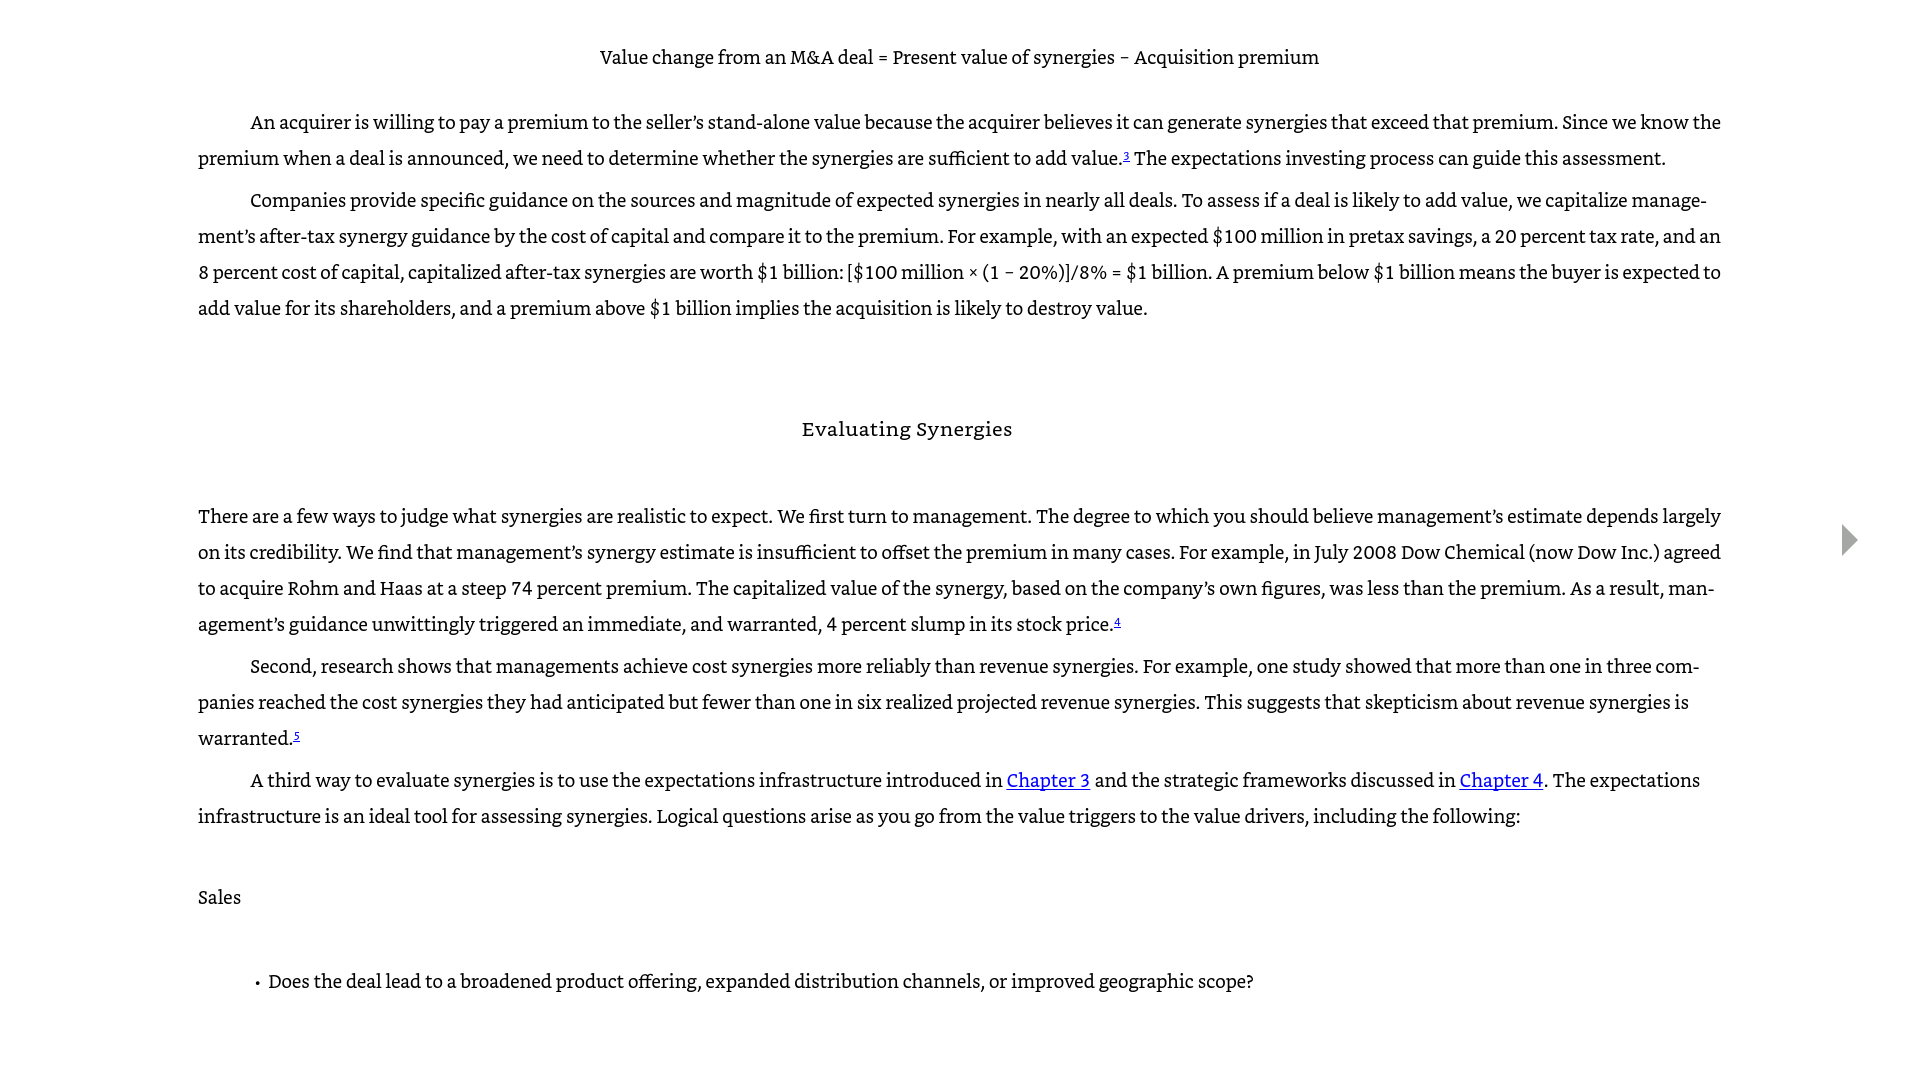 Value change from an M&A deal = Present value of synergies − Acquisition premium
An acquirer is willing to pay a premium to the seller’s stand-alone value because the acquirer believes it can generate synergies that exceed that premium. Since we know the
premium when a deal is announced, we need to determine whether the synergies are sufficient to add value.3 The expectations investing process can guide this assessment.
Companies provide specific guidance on the sources and magnitude of expected synergies in nearly all deals. To assess if a deal is likely to add value, we capitalize manage-
ment’s after-tax synergy guidance by the cost of capital and compare it to the premium. For example, with an expected $100 million in pretax savings, a 20 percent tax rate, and an
8 percent cost of capital, capitalized after-tax synergies are worth $1 billion: [$100 million × (1 − 20%)]/8% = $1 billion. A premium below $1 billion means the buyer is expected to
add value for its shareholders, and a premium above $1 billion implies the acquisition is likely to destroy value.
Evaluating Synergies
There are a few ways to judge what synergies are realistic to expect. We first turn to management. The degree to which you should believe management’s estimate depends largely
on its credibility. We find that management’s synergy estimate is insufficient to offset the premium in many cases. For example, in July 2008 Dow Chemical (now Dow Inc.) agreed
to acquire Rohm and Haas at a steep 74 percent premium. The capitalized value of the synergy, based on the company’s own figures, was less than the premium. As a result, man-
agement’s guidance unwittingly triggered an immediate, and warranted, 4 percent slump in its stock price.4
Second, research shows that managements achieve cost synergies more reliably than revenue synergies. For example, one study showed that more than one in three com-
panies reached the cost synergies they had anticipated but fewer than one in six realized projected revenue synergies. This suggests that skepticism about revenue synergies is
warranted.5
A third way to evaluate synergies is to use the expectations infrastructure introduced in Chapter 3 and the strategic frameworks discussed in Chapter 4. The expectations
infrastructure is an ideal tool for assessing synergies. Logical questions arise as you go from the value triggers to the value drivers, including the following:
Sales
• Does the deal lead to a broadened product offering, expanded distribution channels, or improved geographic scope?